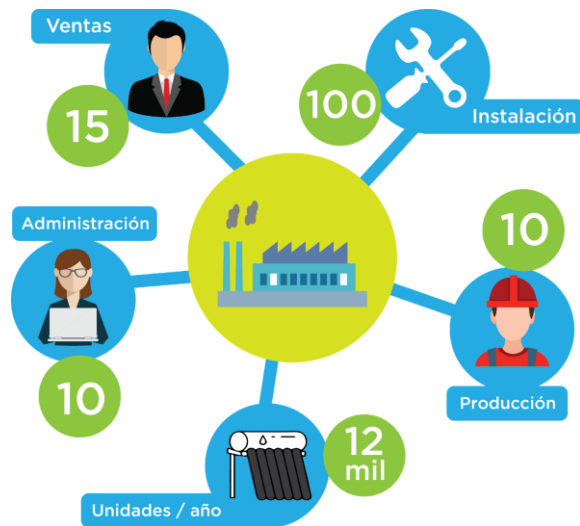 Ventas
15
100
Instalación
Administración
10
10
Producción
12
mil
Unidades / año